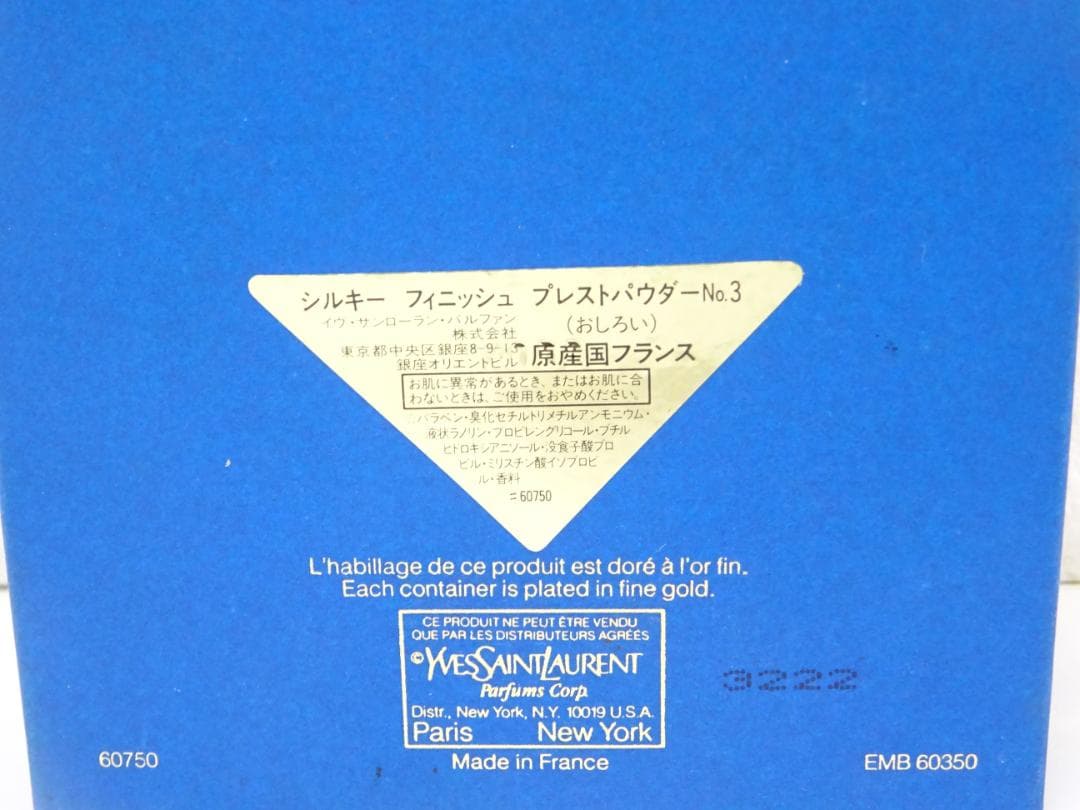 シルキー フィニッシュ プレストパウダーNo.3
イヴ・サンローラン・パルファン
株式会社
(おしろい)
東京都中央区銀座8-9-13
銀座オリエントビル
原産国フランス
お肌に異常があるとき、またはお肌に合
わないときは、ご使用をおやめください。
パラベン・臭化セチルトリメチルアンモニウム・
液状ラノリン・プロピレングリコール・ブチル
ヒドロキシアニソール・没食子酸プロ
ピル・ミリスチン酸イソプロピ
ル・香料
60750
L'habillage de ce produit est doré à l'or fin.
Each container is plated in fine gold.
CE PRODUIT NE PEUT ÊTRE VENDU
QUE PAR LES DISTRIBUTEURS AGRÉÉS
©YVESSAINTLAURENT
Parfums Corp.
Distr., New York, N.Y. 10019 U.S.A.
Paris New York
3222
60750
Made in France
EMB 60350